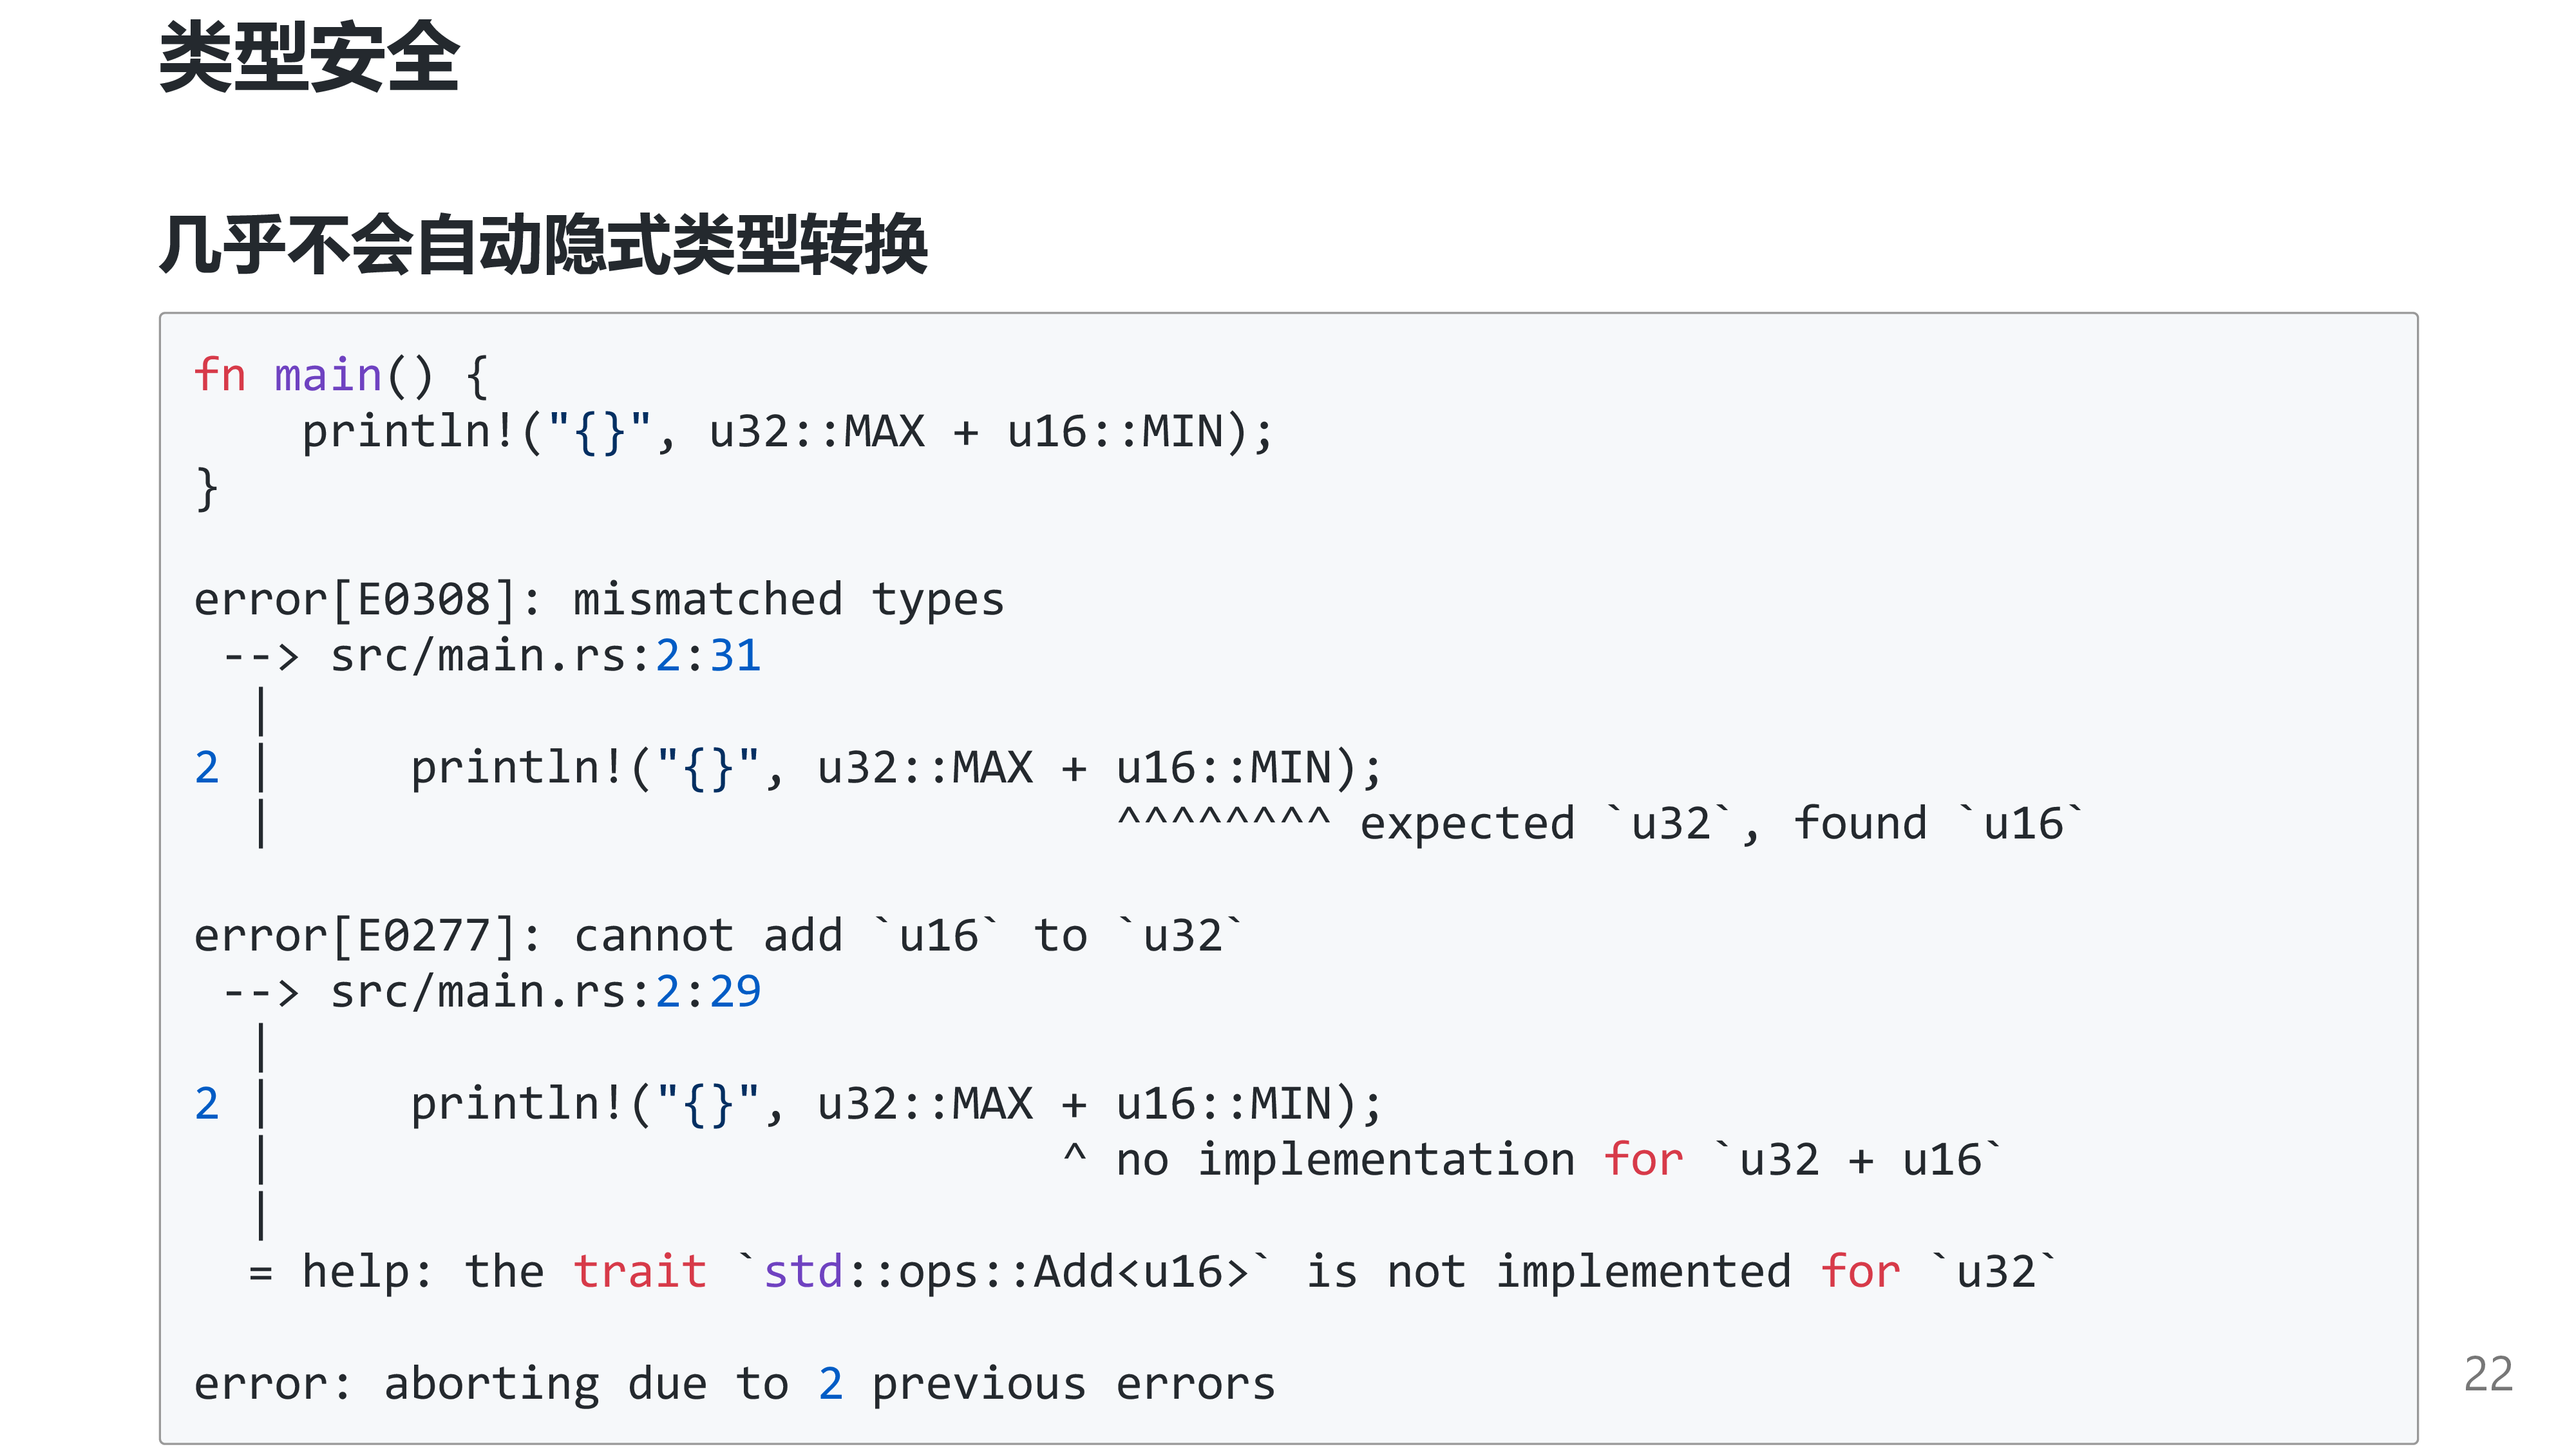 类型安全
几乎不会自动隐式类型转换
fn main() {
    println!("{}", u32::MAX + u16::MIN);
}
error[E0308]: mismatched types
 --> src/main.rs:2:31
  |
2 |     println!("{}", u32::MAX + u16::MIN);
  |                               ^^^^^^^^ expected `u32`, found `u16`
error[E0277]: cannot add `u16` to `u32`
 --> src/main.rs:2:29
  |
2 |     println!("{}", u32::MAX + u16::MIN);
  |                             ^ no implementation for `u32 + u16`
  |
  = help: the trait `std::ops::Add<u16>` is not implemented for `u32`
error: aborting due to 2 previous errors
22